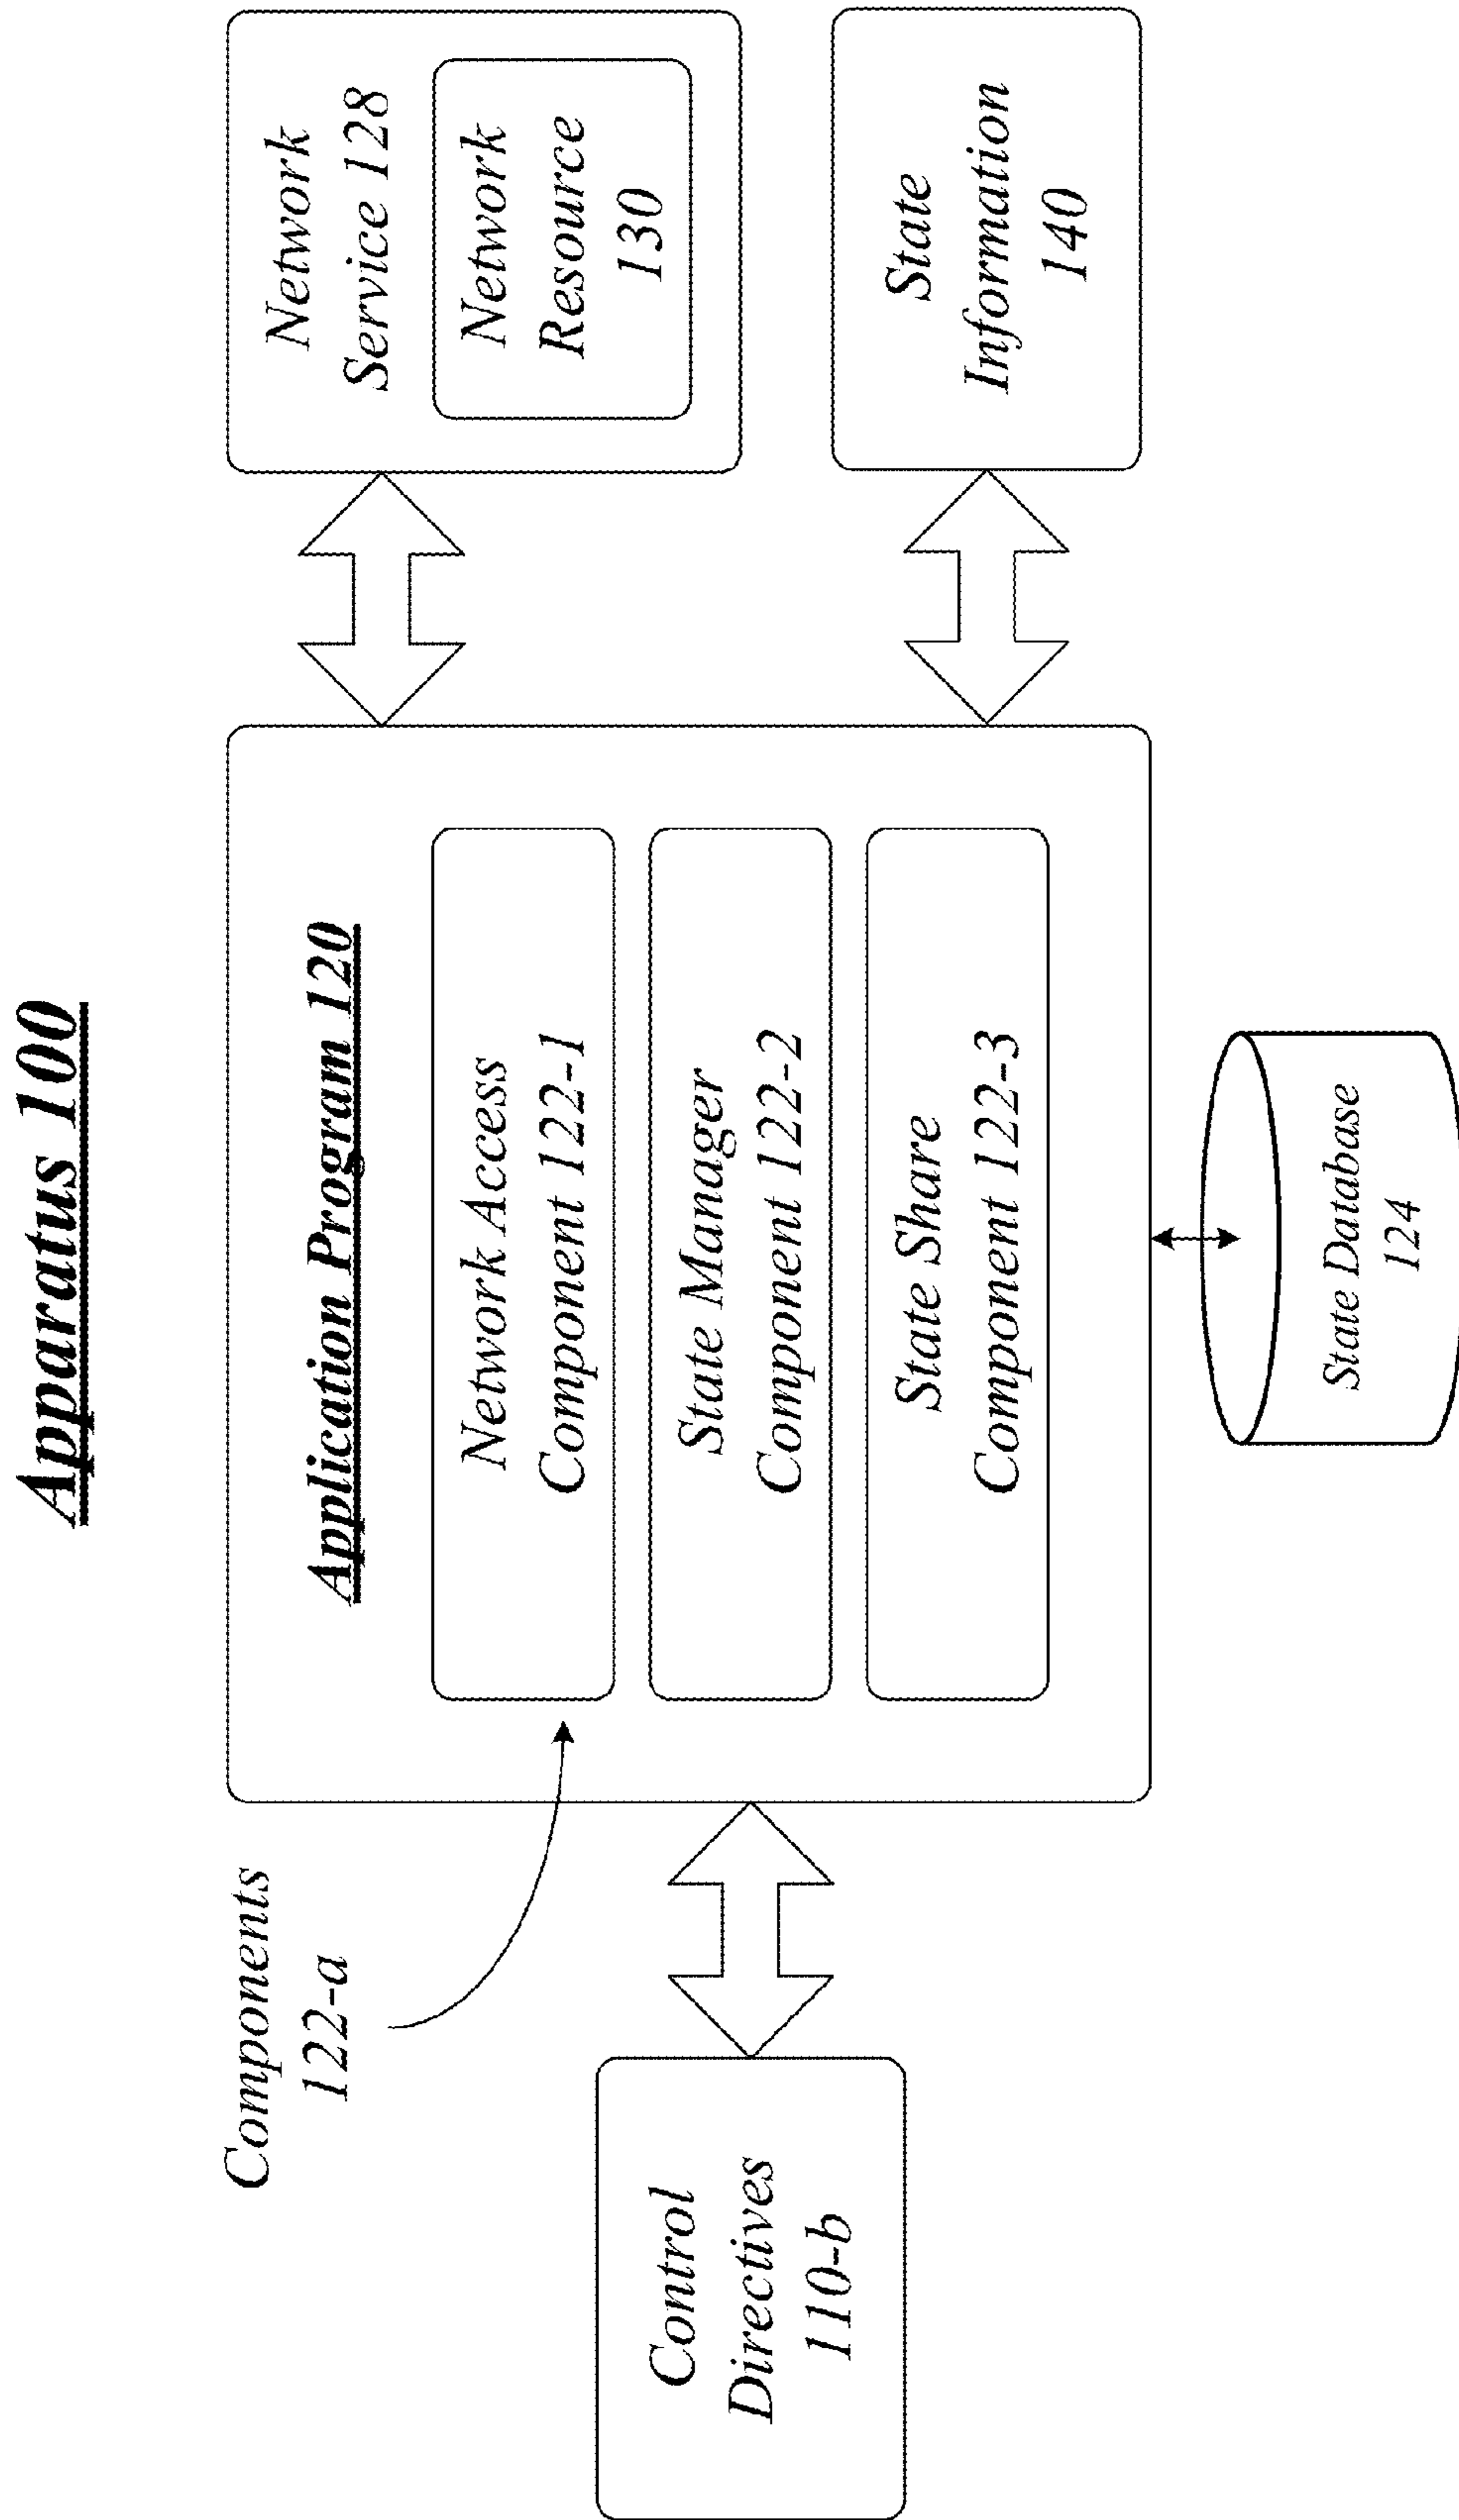 Apparatus 100
Components
122-a
Control
Directives
110-b
Application Program 120
Network Access
Component 122-1
State Manager
Component 122-2
State Share
Component 122-3
Network
Service 128
Network
Resource
130
State
Information
140
State Database
124